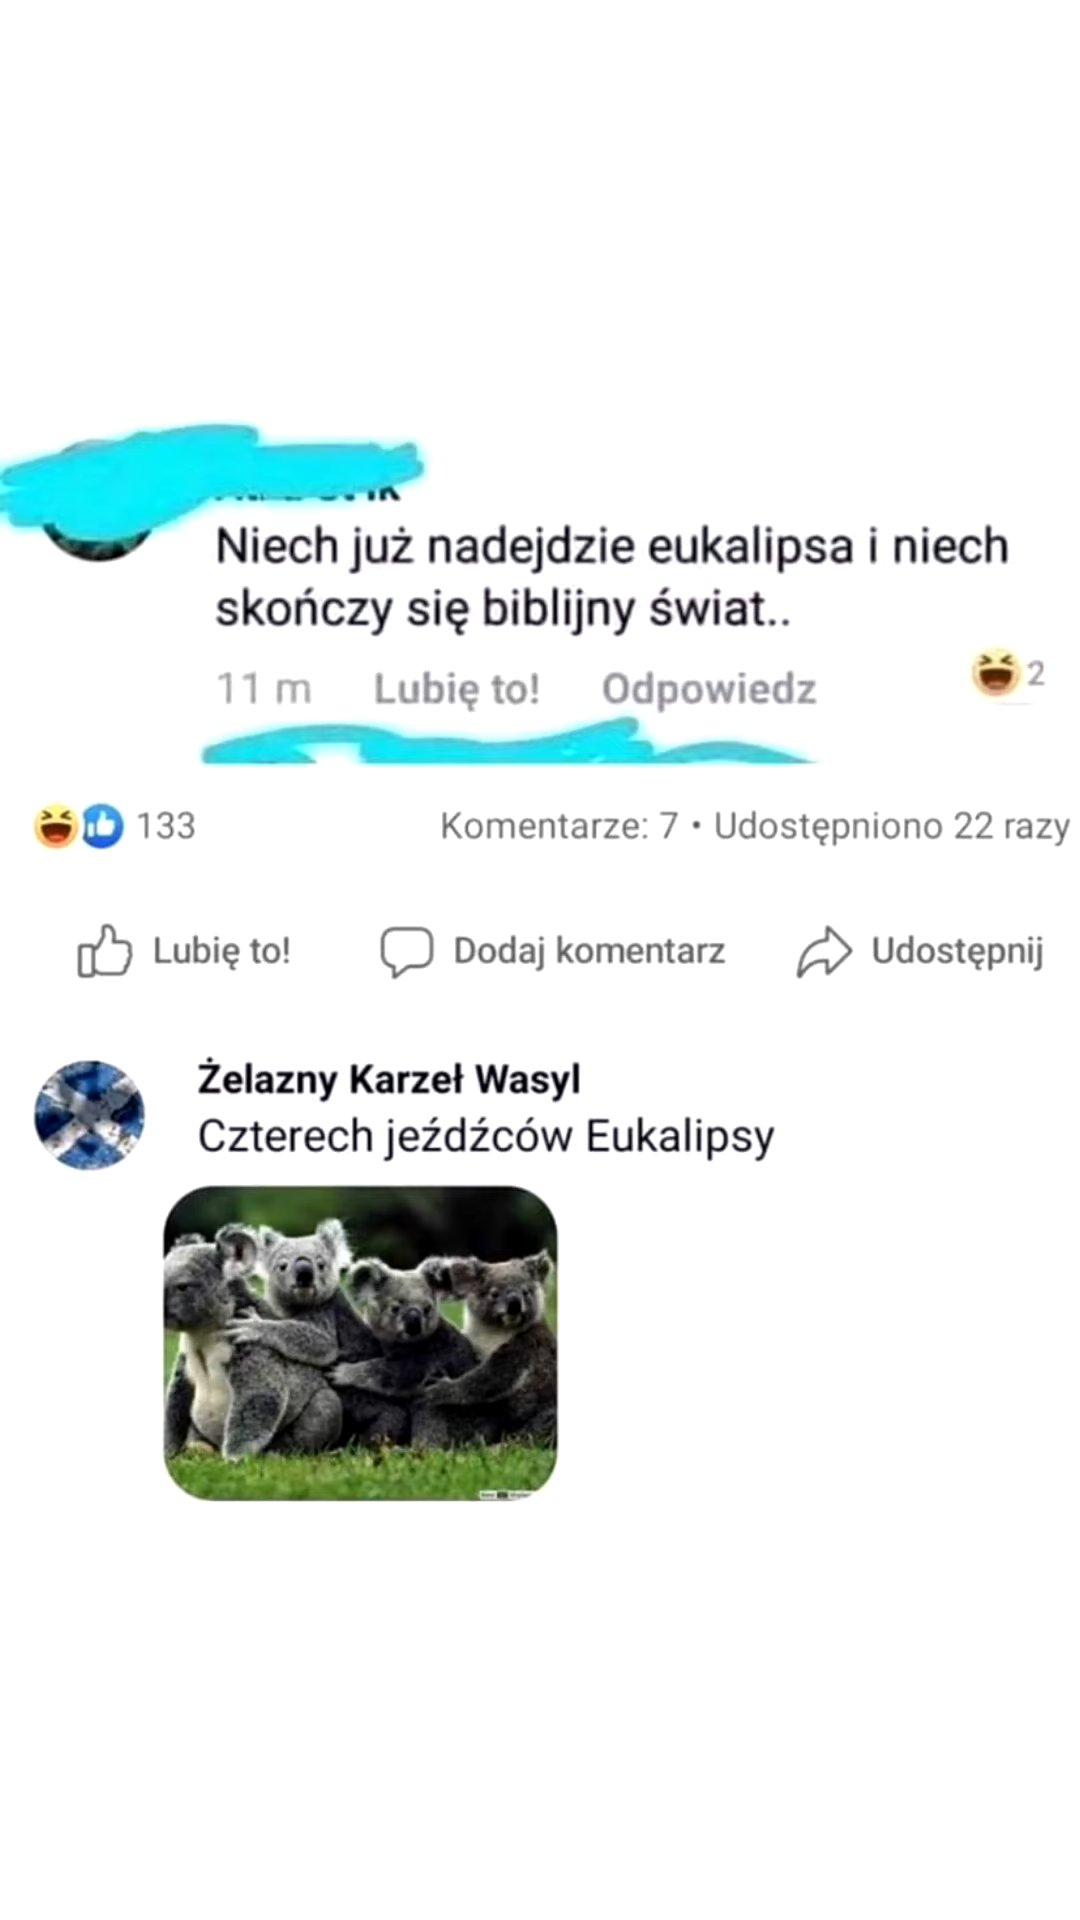 Niech już nadejdzie eukalipsa i niech
skończy się biblijny świat..
11 m Lubię to! Odpowiedz 2
133 Komentarze: 7 • Udostępniono 22 razy
Lubię to! Dodaj komentarz Udostępnij
Żelazny Karzeł Wasyl
Czterech jeźdźców Eukalipsy